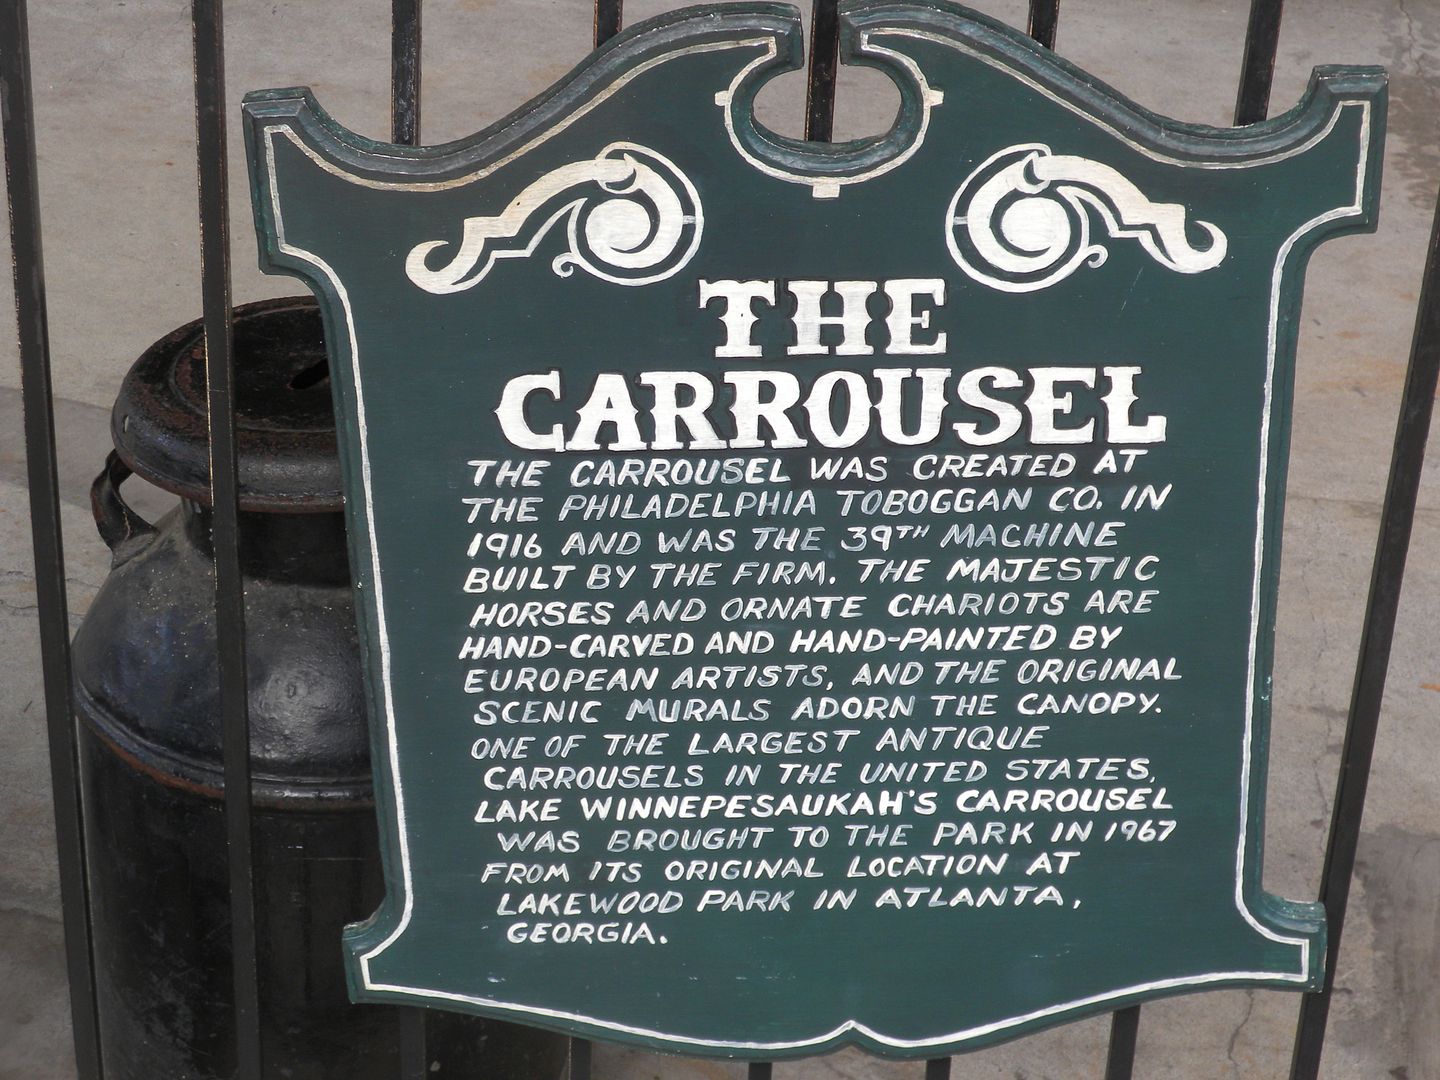 THE
CARROUSEL
THE CARROUSEL WAS CREATED AT
THE PHILADELPHIA TOBOGGAN CO. IN
1916 AND WAS THE 39TH MACHINE
BUILT BY THE FIRM. THE MAJESTIC
HORSES AND ORNATE CHARIOTS ARE
HAND-CARVED AND HAND-PAINTED BY
EUROPEAN ARTISTS, AND THE ORIGINAL
SCENIC MURALS ADORN THE CANOPY.
ONE OF THE LARGEST ANTIQUE
CARROUSELS IN THE UNITED STATES,
LAKE WINNEPESAUKAH'S CARROUSEL
WAS BROUGHT TO THE PARK IN 1967
FROM ITS ORIGINAL LOCATION AT
LAKEWOOD PARK IN ATLANTA,
GEORGIA.